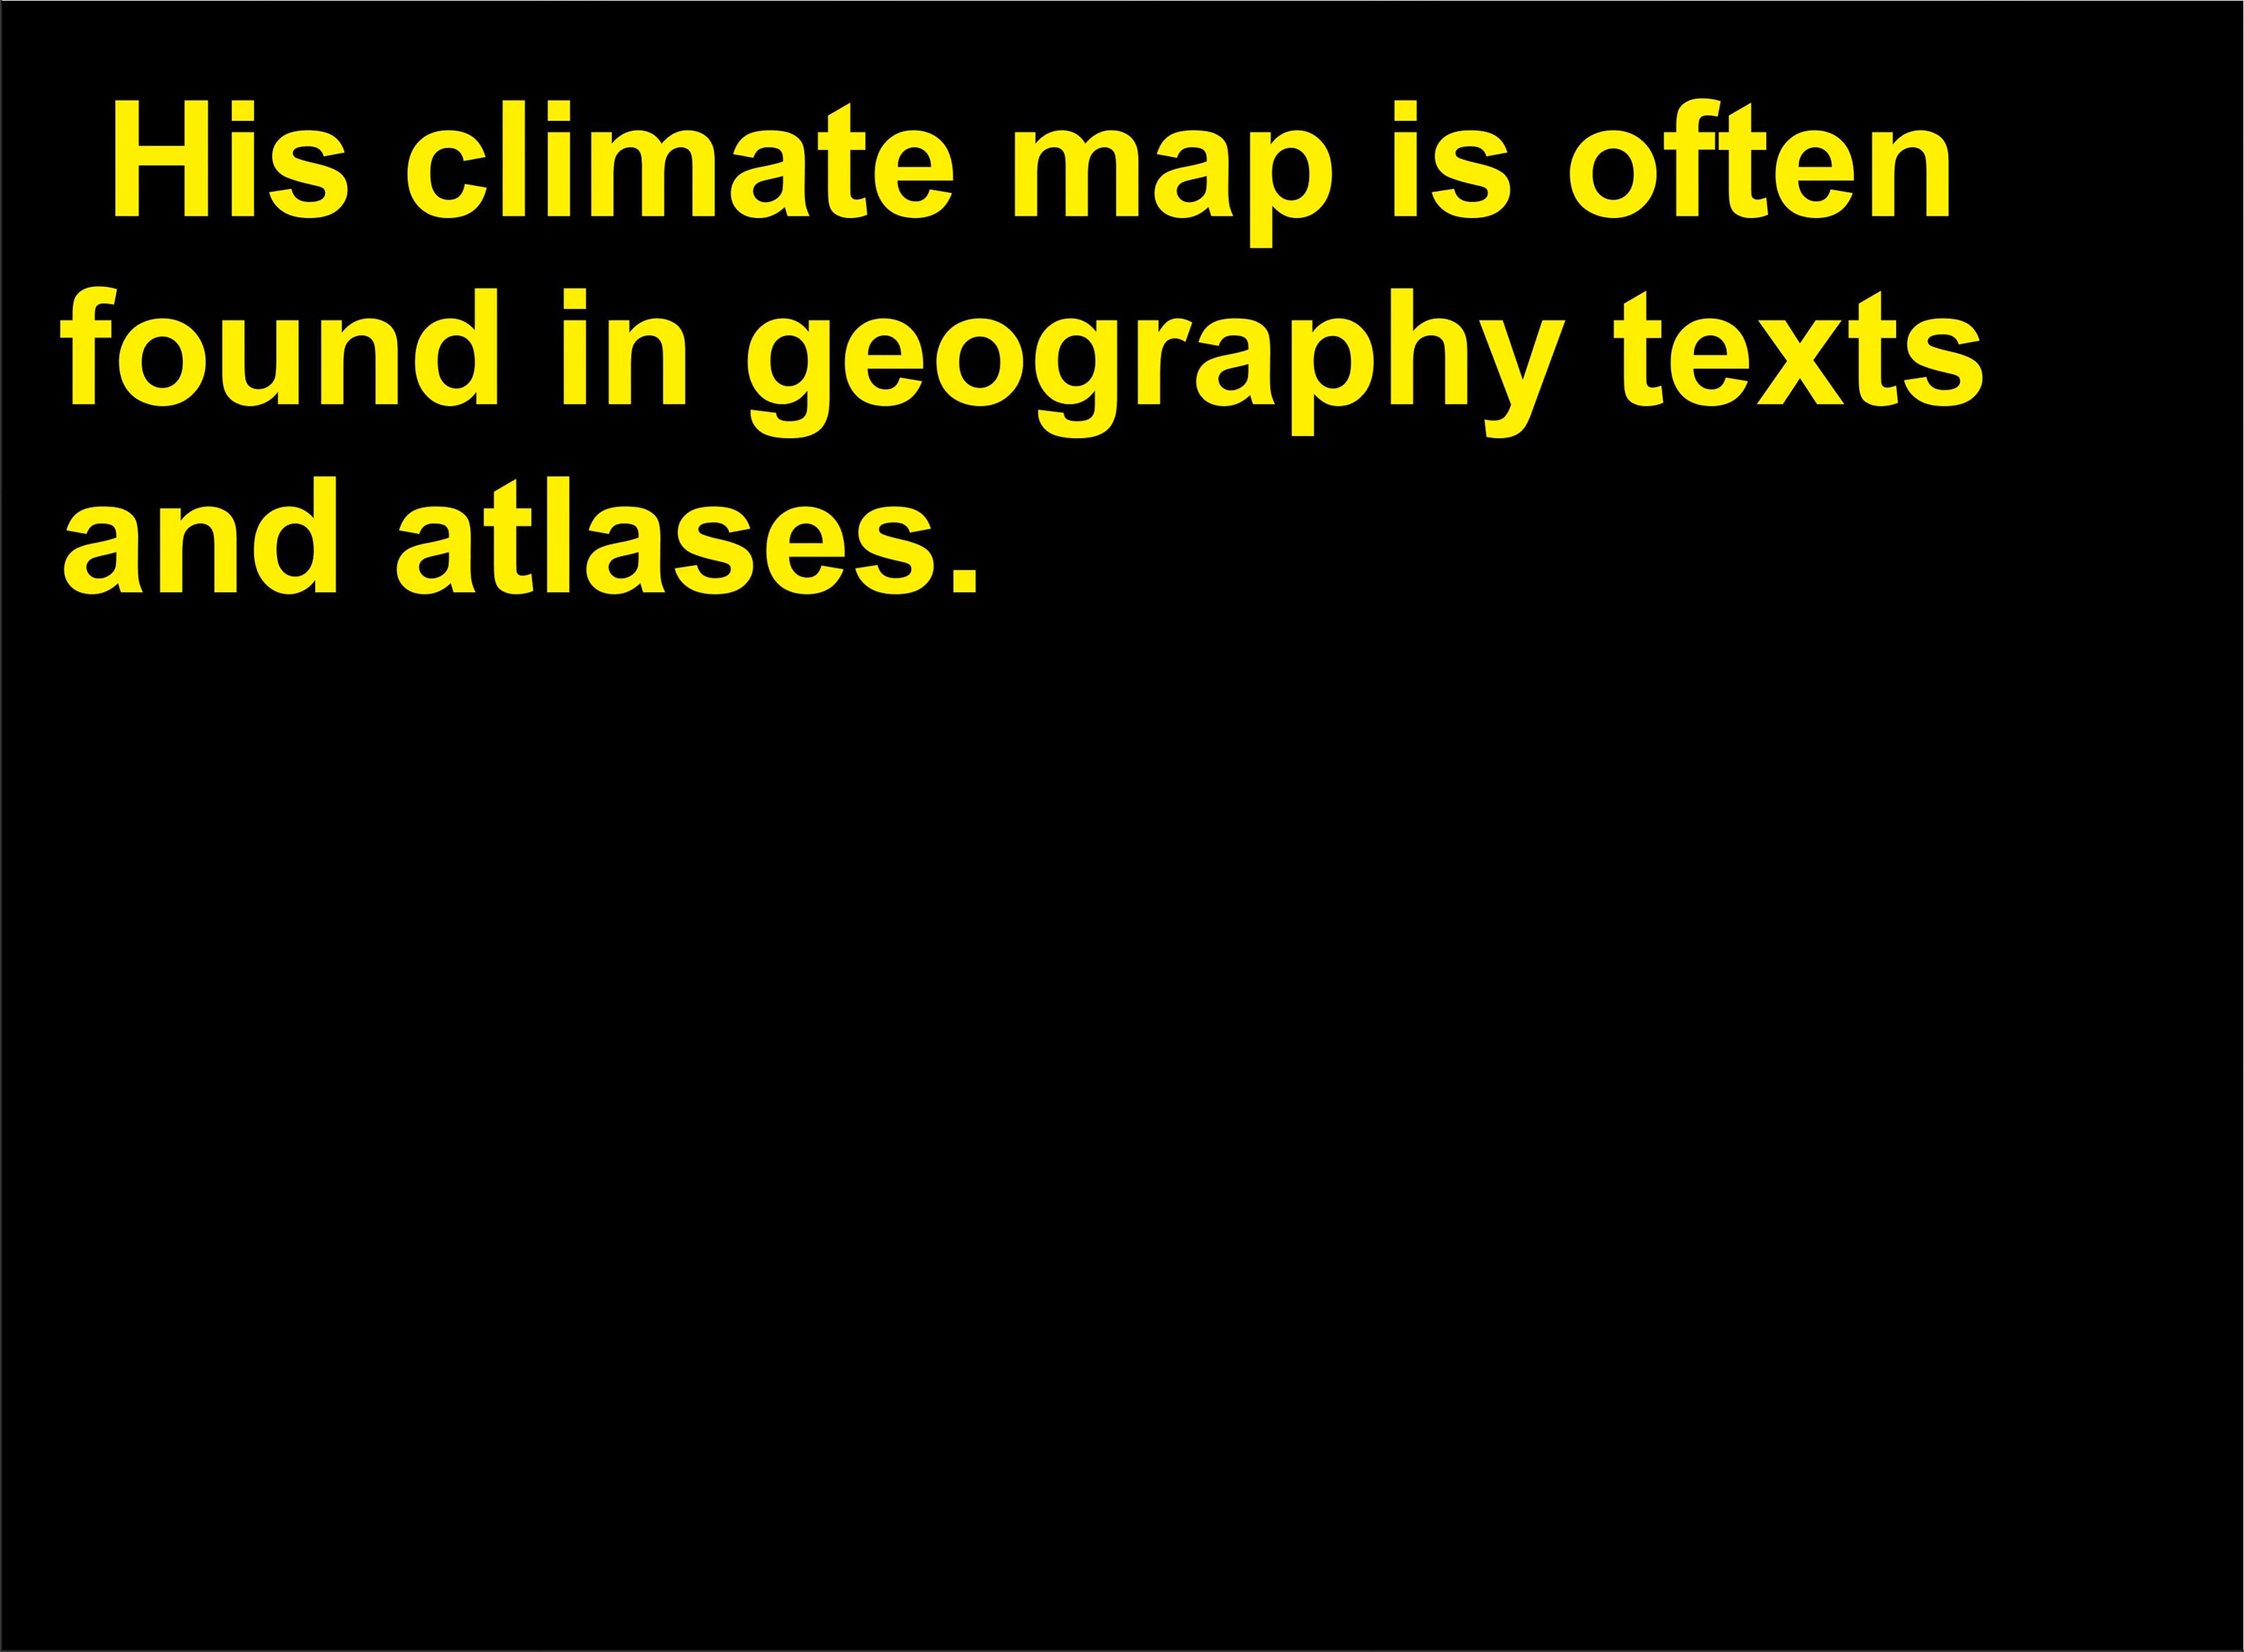 His climate map is often
found in geography texts
and atlases.